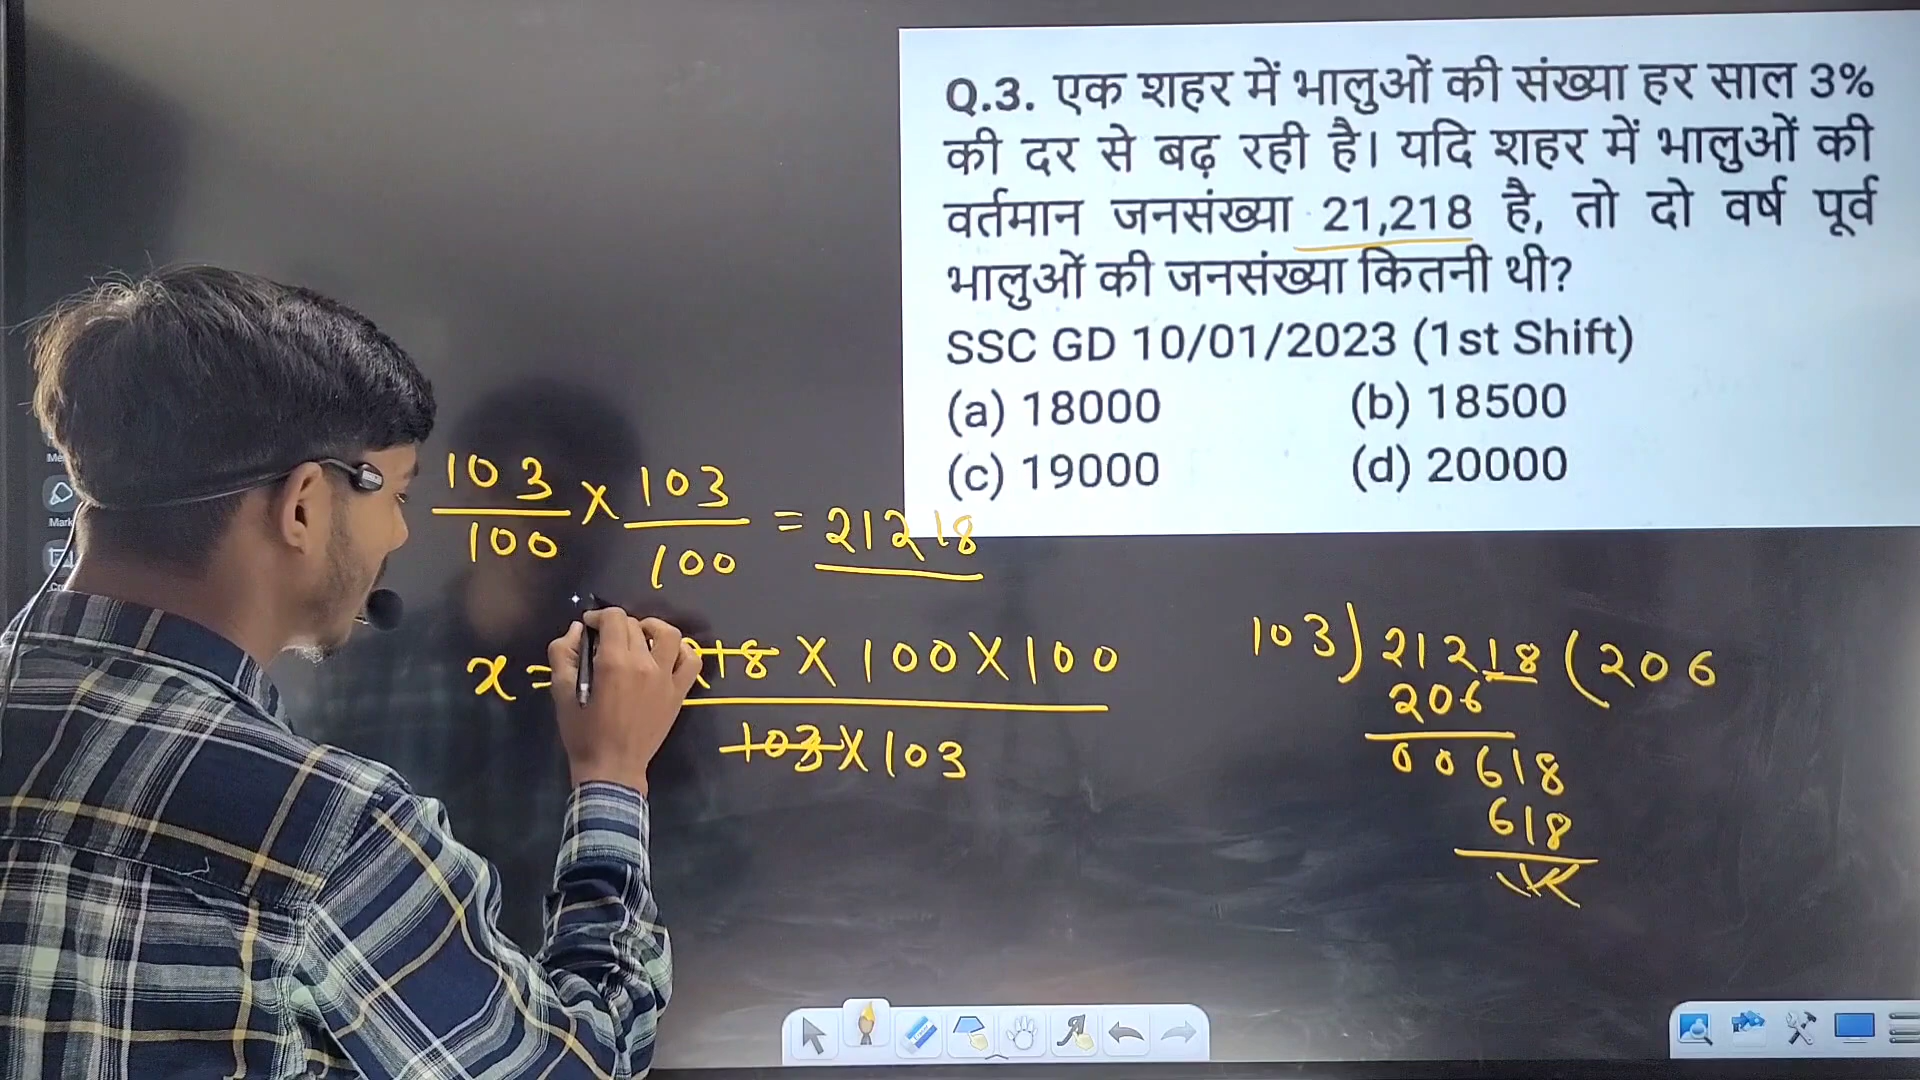 Q.3. एक शहर में भालुओं की संख्या हर साल 3%
की दर से बढ़ रही है। यदि शहर में भालुओं की
वर्तमान जनसंख्या 21,218 है, तो दो वर्ष पूर्व
भालुओं की जनसंख्या कितनी थी?
SSC GD 10/01/2023 (1st Shift)
(a) 18000 (b) 18500
(c) 19000 (d) 20000
103/100 × 103/100 = 21218
x = 218 × 100 × 100
103 × 103
103 ) 21218 ( 206
206
00618
618
Mark